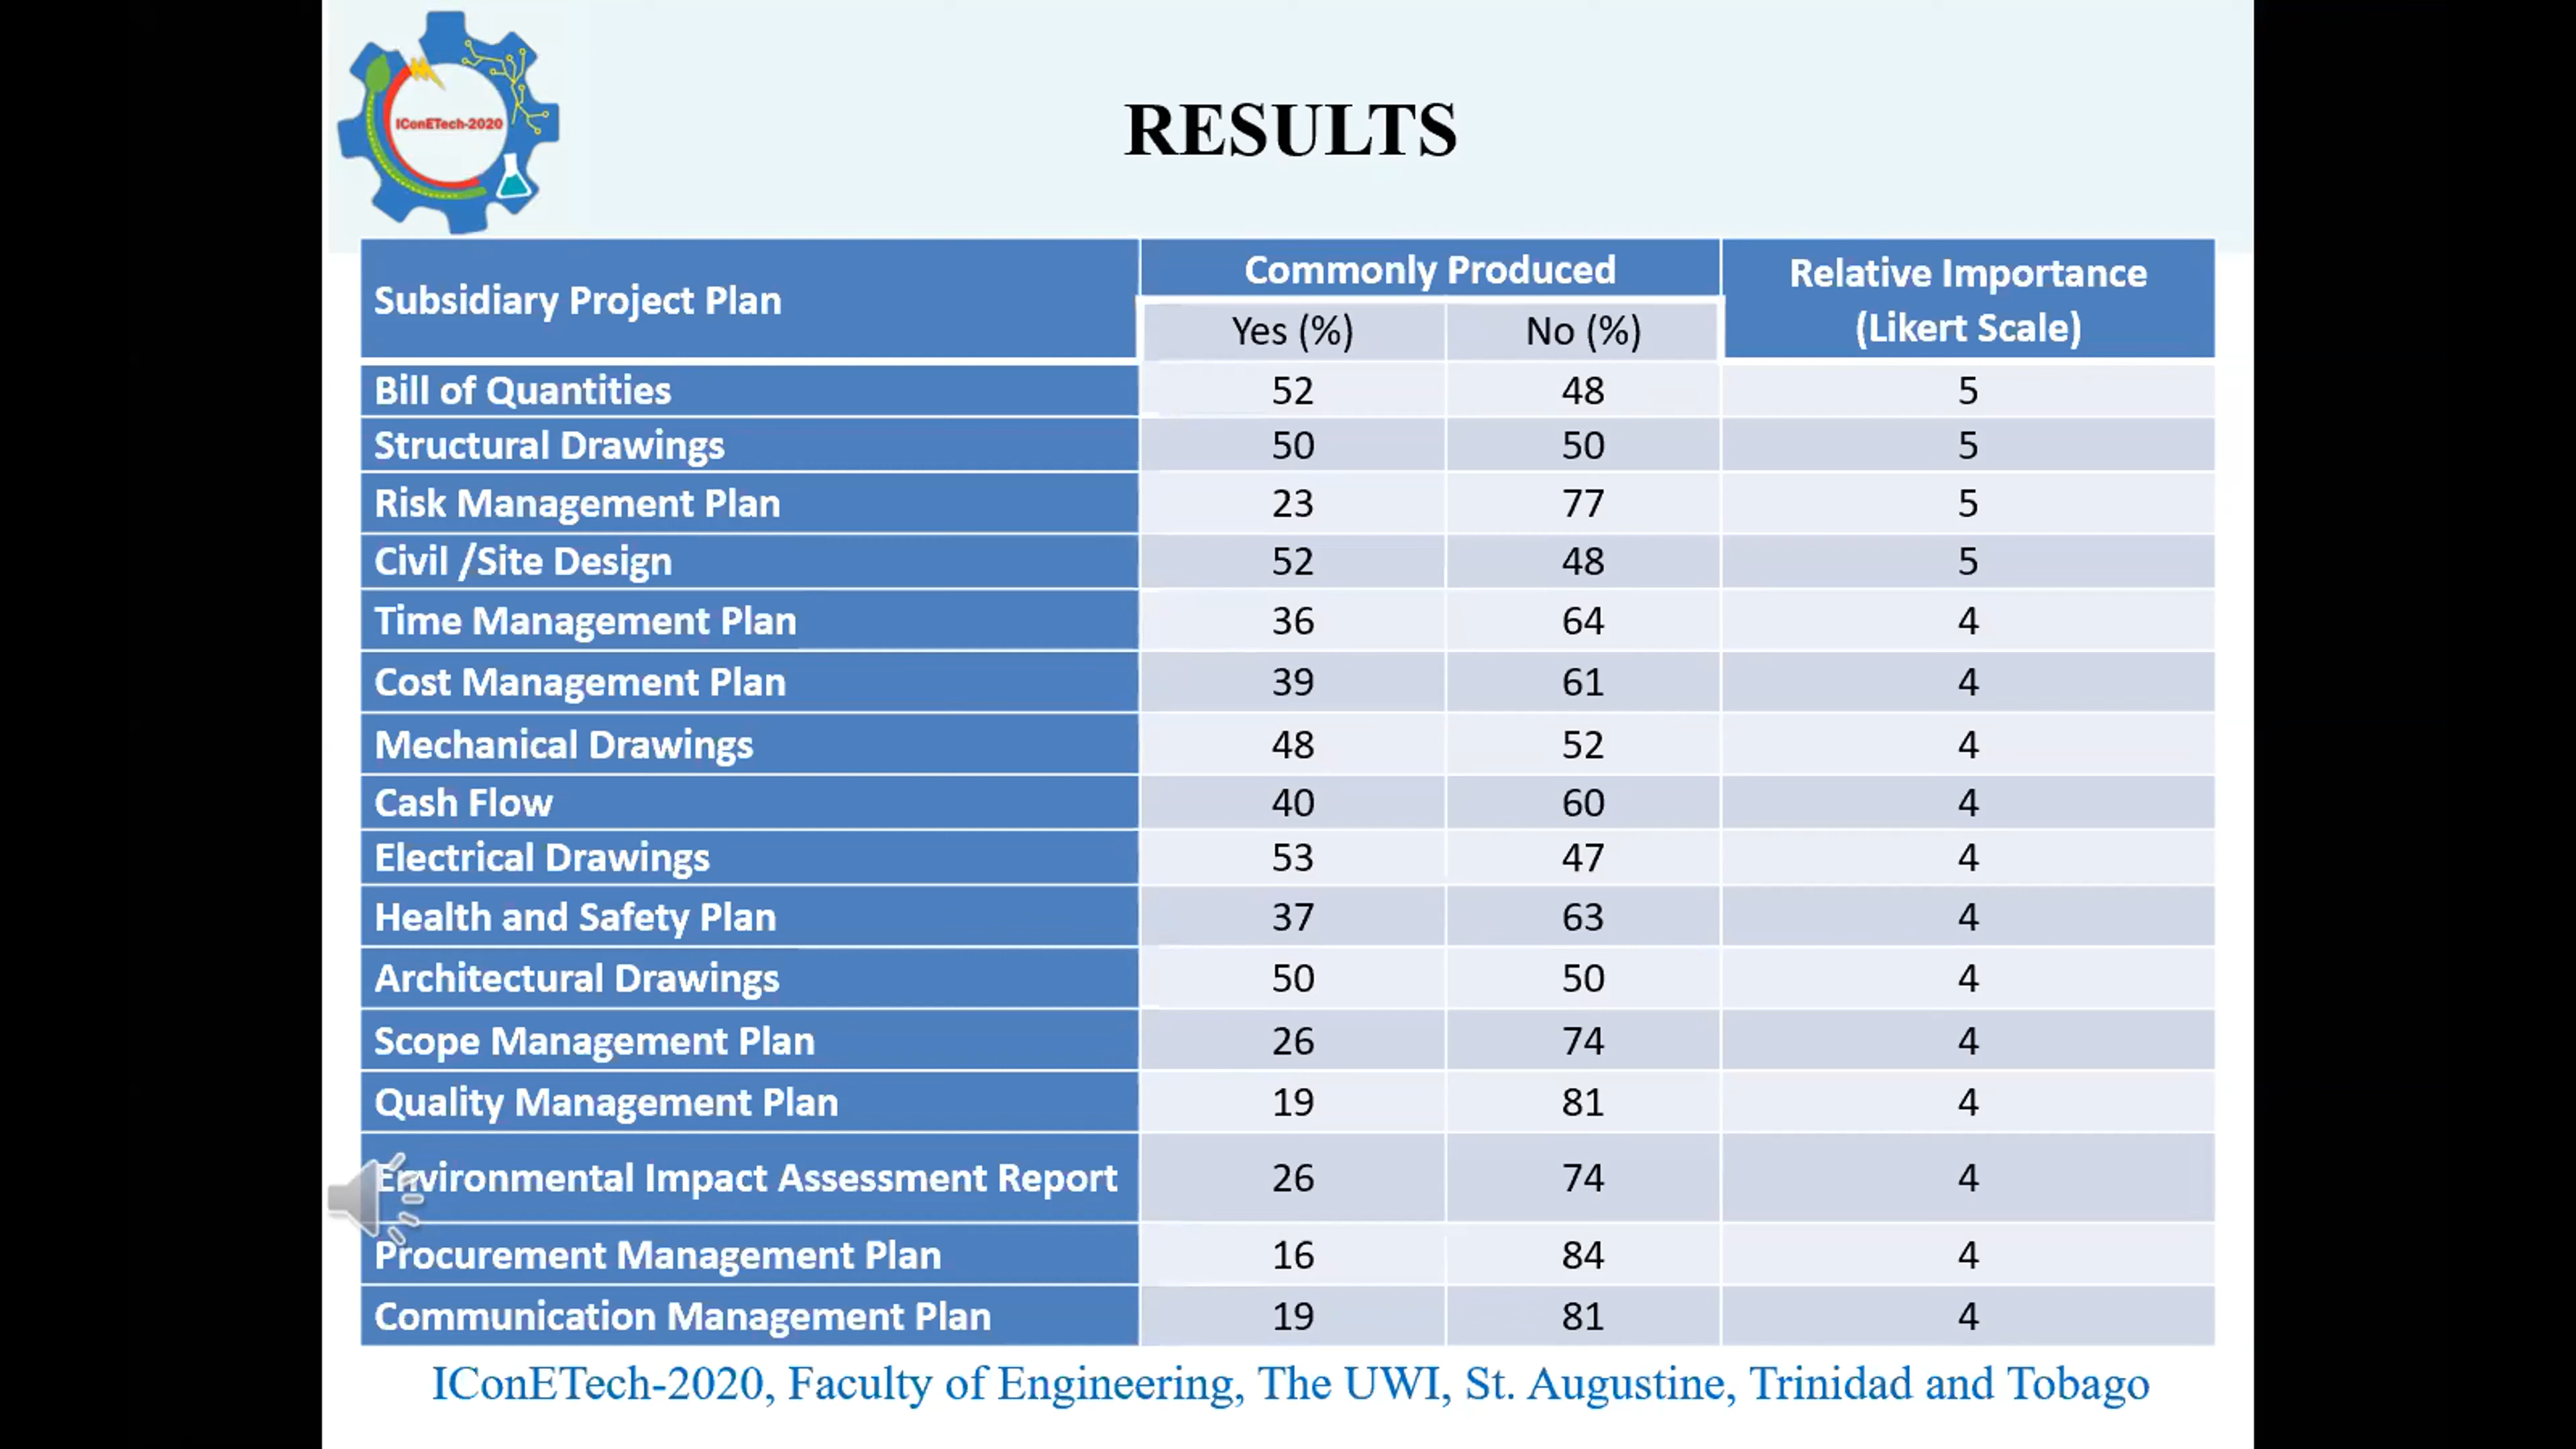 IConETech-2020
RESULTS
Subsidiary Project Plan
Commonly Produced
Relative Importance
(Likert Scale)
Yes (%) No (%)
Bill of Quantities 52 48 5
Structural Drawings 50 50 5
Risk Management Plan 23 77 5
Civil /Site Design 52 48 5
Time Management Plan 36 64 4
Cost Management Plan 39 61 4
Mechanical Drawings 48 52 4
Cash Flow 40 60 4
Electrical Drawings 53 47 4
Health and Safety Plan 37 63 4
Architectural Drawings 50 50 4
Scope Management Plan 26 74 4
Quality Management Plan 19 81 4
Environmental Impact Assessment Report 26 74 4
Procurement Management Plan 16 84 4
Communication Management Plan 19 81 4
IConETech-2020, Faculty of Engineering, The UWI, St. Augustine, Trinidad and Tobago